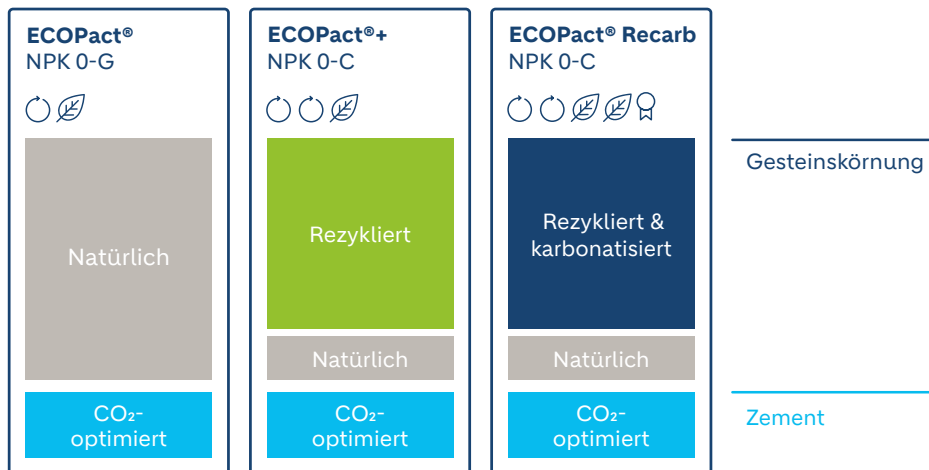 ECOPact®
NPK 0-G
Natürlich
CO₂-
optimiert
ECOPact®+
NPK 0-C
Rezykliert
Natürlich
CO₂-
optimiert
ECOPact® Recarb
NPK 0-C
Rezykliert &
karbonatisiert
Natürlich
CO₂-
optimiert
Gesteinskörnung
Zement